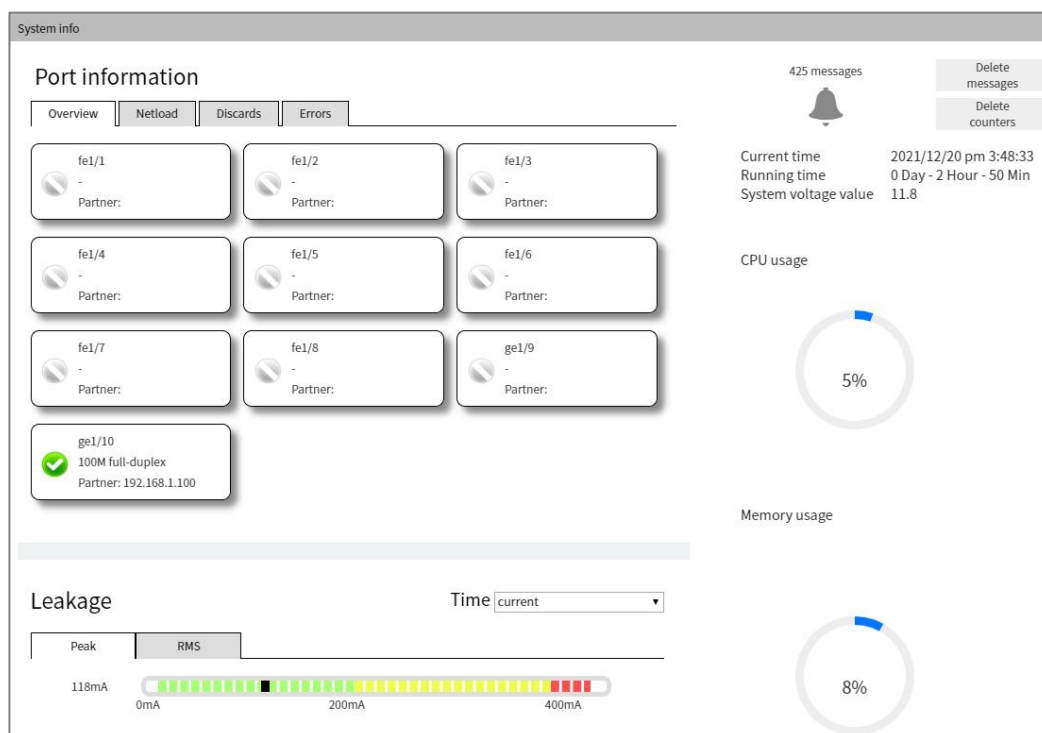 System info
Port information
Overview
Netload
Discards
Errors
fe1/1
-
Partner:
fe1/2
-
Partner:
fe1/3
-
Partner:
fe1/4
-
Partner:
fe1/5
-
Partner:
fe1/6
-
Partner:
fe1/7
-
Partner:
fe1/8
-
Partner:
ge1/9
-
Partner:
ge1/10
100M full-duplex
Partner: 192.168.1.100
Leakage
Time current
Peak
RMS
118mA
0mA
200mA
400mA
425 messages
Delete
messages
Delete
counters
Current time 2021/12/20 pm 3:48:33
Running time 0 Day - 2 Hour - 50 Min
System voltage value 11.8
CPU usage
5%
Memory usage
8%